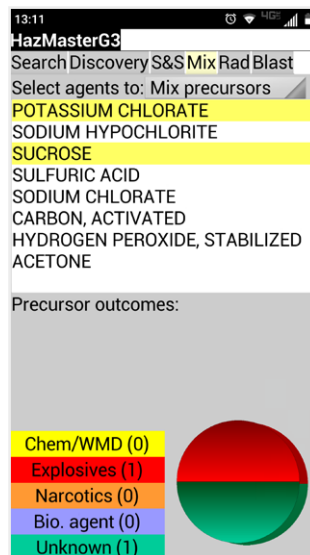 13:11 4G
HazMasterG3
Search Discovery S&S Mix Rad Blast
Select agents to: Mix precursors
POTASSIUM CHLORATE
SODIUM HYPOCHLORITE
SUCROSE
SULFURIC ACID
SODIUM CHLORATE
CARBON, ACTIVATED
HYDROGEN PEROXIDE, STABILIZED
ACETONE
Precursor outcomes:
Chem/WMD (0)
Explosives (1)
Narcotics (0)
Bio. agent (0)
Unknown (1)